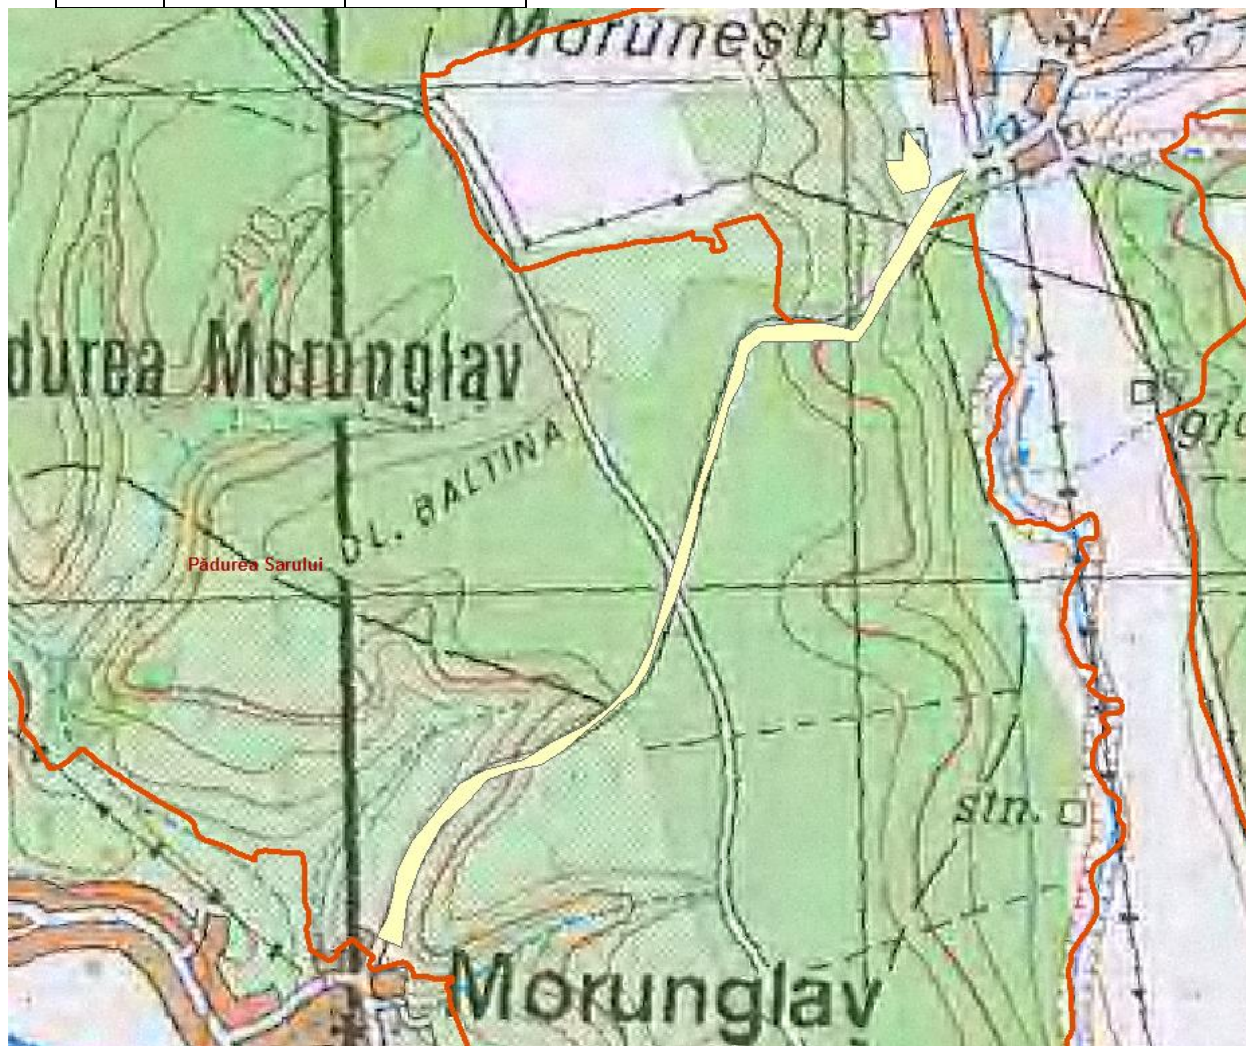 Morunești
durea Morunglav
DL. BALTINA
Pădurea Sarului
stn.
Morunglav